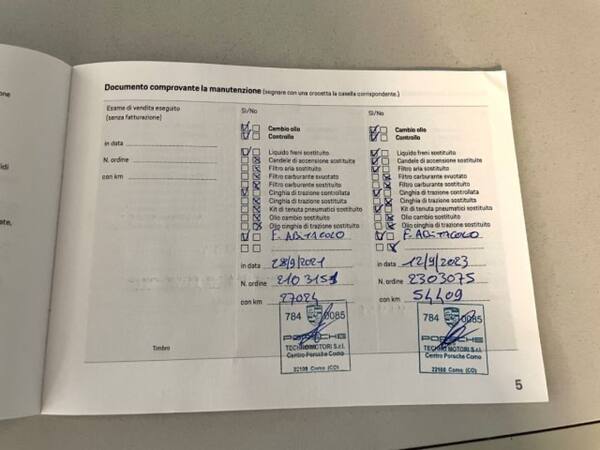 Documento comprovante la manutenzione (segnare con una crocetta la casella corrispondente.)
Esame di vendita eseguito
(senza fatturazione)
in data
N. ordine
con km
Timbro
Sì/No
Cambio olio
Controllo
Liquido freni sostituito
Candele di accensione sostituite
Filtro aria sostituito
Filtro carburante svuotato
Filtro carburante sostituito
Cinghia di trazione controllata
Cinghia di trazione sostituita
Kit di tenuta pneumatici sostituito
Olio cambio sostituito
Olio cinghia di trazione sostituito
F. ABITACOLO
in data 28/9/2021
N. ordine 2103151
con km 27024
784 0085
PORSCHE
TECHNO MOTORI S.r.l.
Centro Porsche Como
22100 Como (CO)
Sì/No
Cambio olio
Controllo
Liquido freni sostituito
Candele di accensione sostituite
Filtro aria sostituito
Filtro carburante svuotato
Filtro carburante sostituito
Cinghia di trazione controllata
Cinghia di trazione sostituita
Kit di tenuta pneumatici sostituito
Olio cambio sostituito
Olio cinghia di trazione sostituito
F. ABITACOLO
in data 12/9/2023
N. ordine 2303075
con km 54409
784 0085
PORSCHE
TECHNO MOTORI S.r.l.
Centro Porsche Como
22100 Como (CO)
5